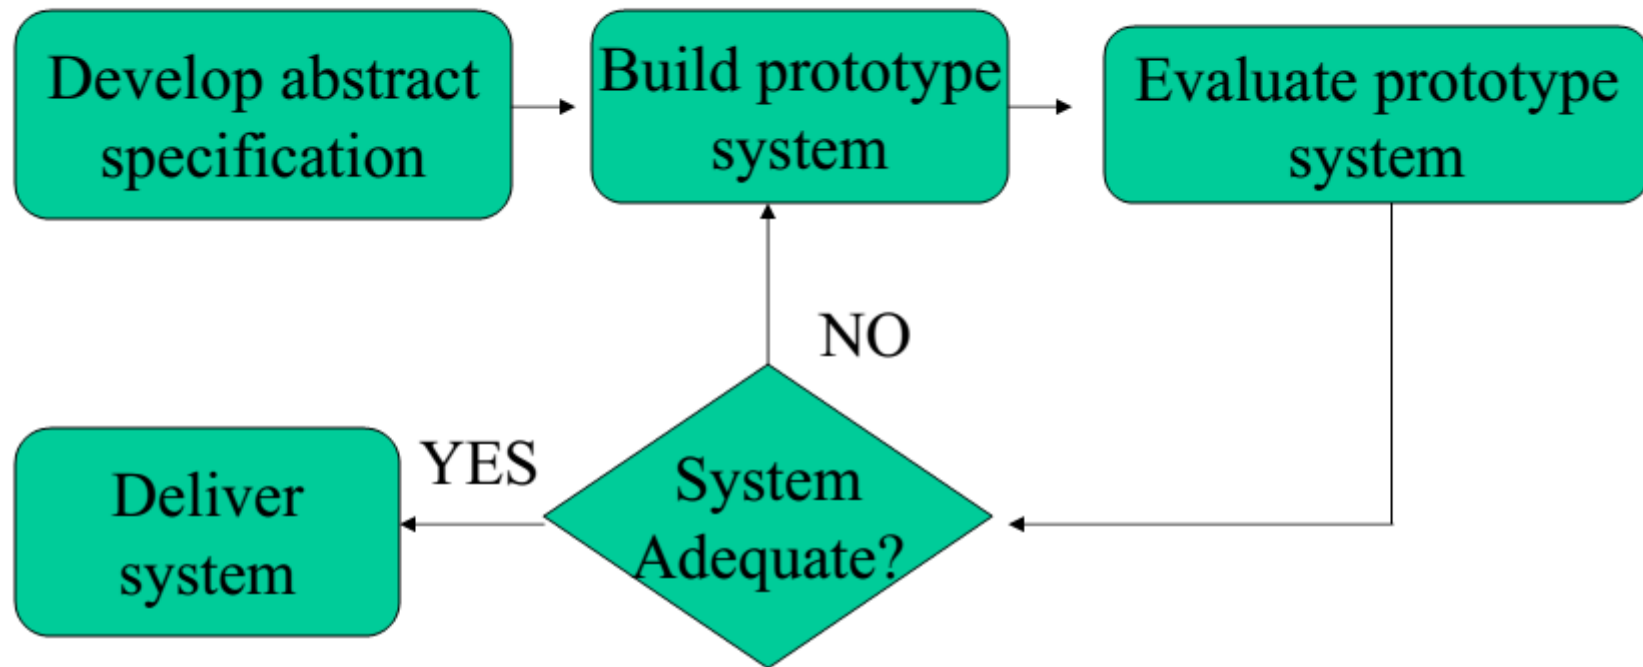 Develop abstract
specification
Build prototype
system
Evaluate prototype
system
NO
YES
System
Adequate?
Deliver
system